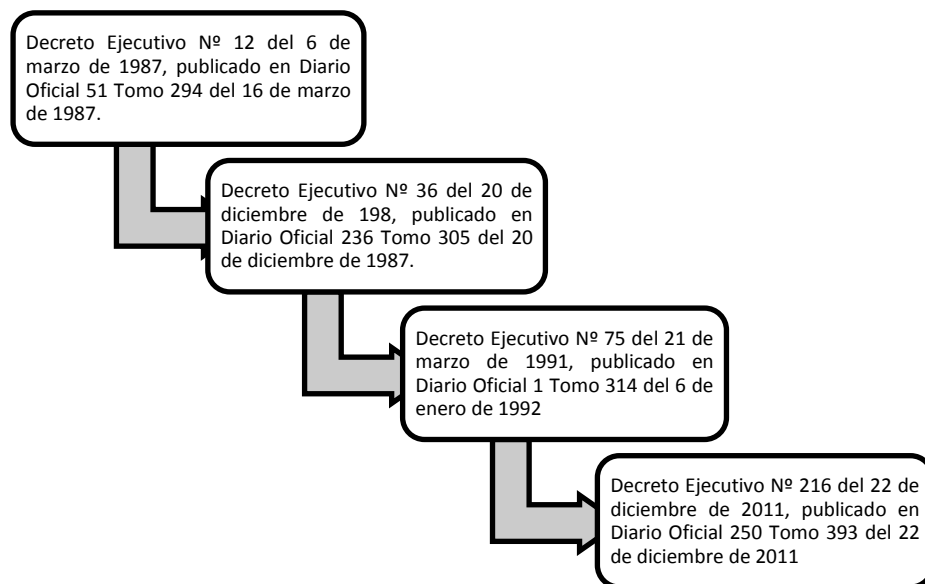 Decreto Ejecutivo Nº 12 del 6 de
marzo de 1987, publicado en Diario
Oficial 51 Tomo 294 del 16 de marzo
de 1987.
Decreto Ejecutivo Nº 36 del 20 de
diciembre de 198, publicado en
Diario Oficial 236 Tomo 305 del 20
de diciembre de 1987.
Decreto Ejecutivo Nº 75 del 21 de
marzo de 1991, publicado en
Diario Oficial 1 Tomo 314 del 6 de
enero de 1992
Decreto Ejecutivo Nº 216 del 22 de
diciembre de 2011, publicado en
Diario Oficial 250 Tomo 393 del 22
de diciembre de 2011